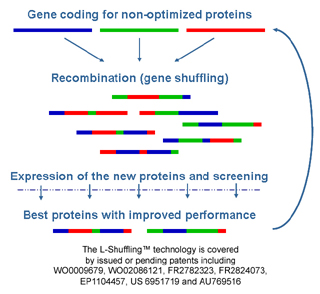 Gene coding for non-optimized proteins
Recombination (gene shuffling)
Expression of the new proteins and screening
Best proteins with improved performance
The L-Shuffling™ technology is covered
by issued or pending patents including
WO0009679, WO02086121, FR2782323, FR2824073,
EP1104457, US 6951719 and AU769516